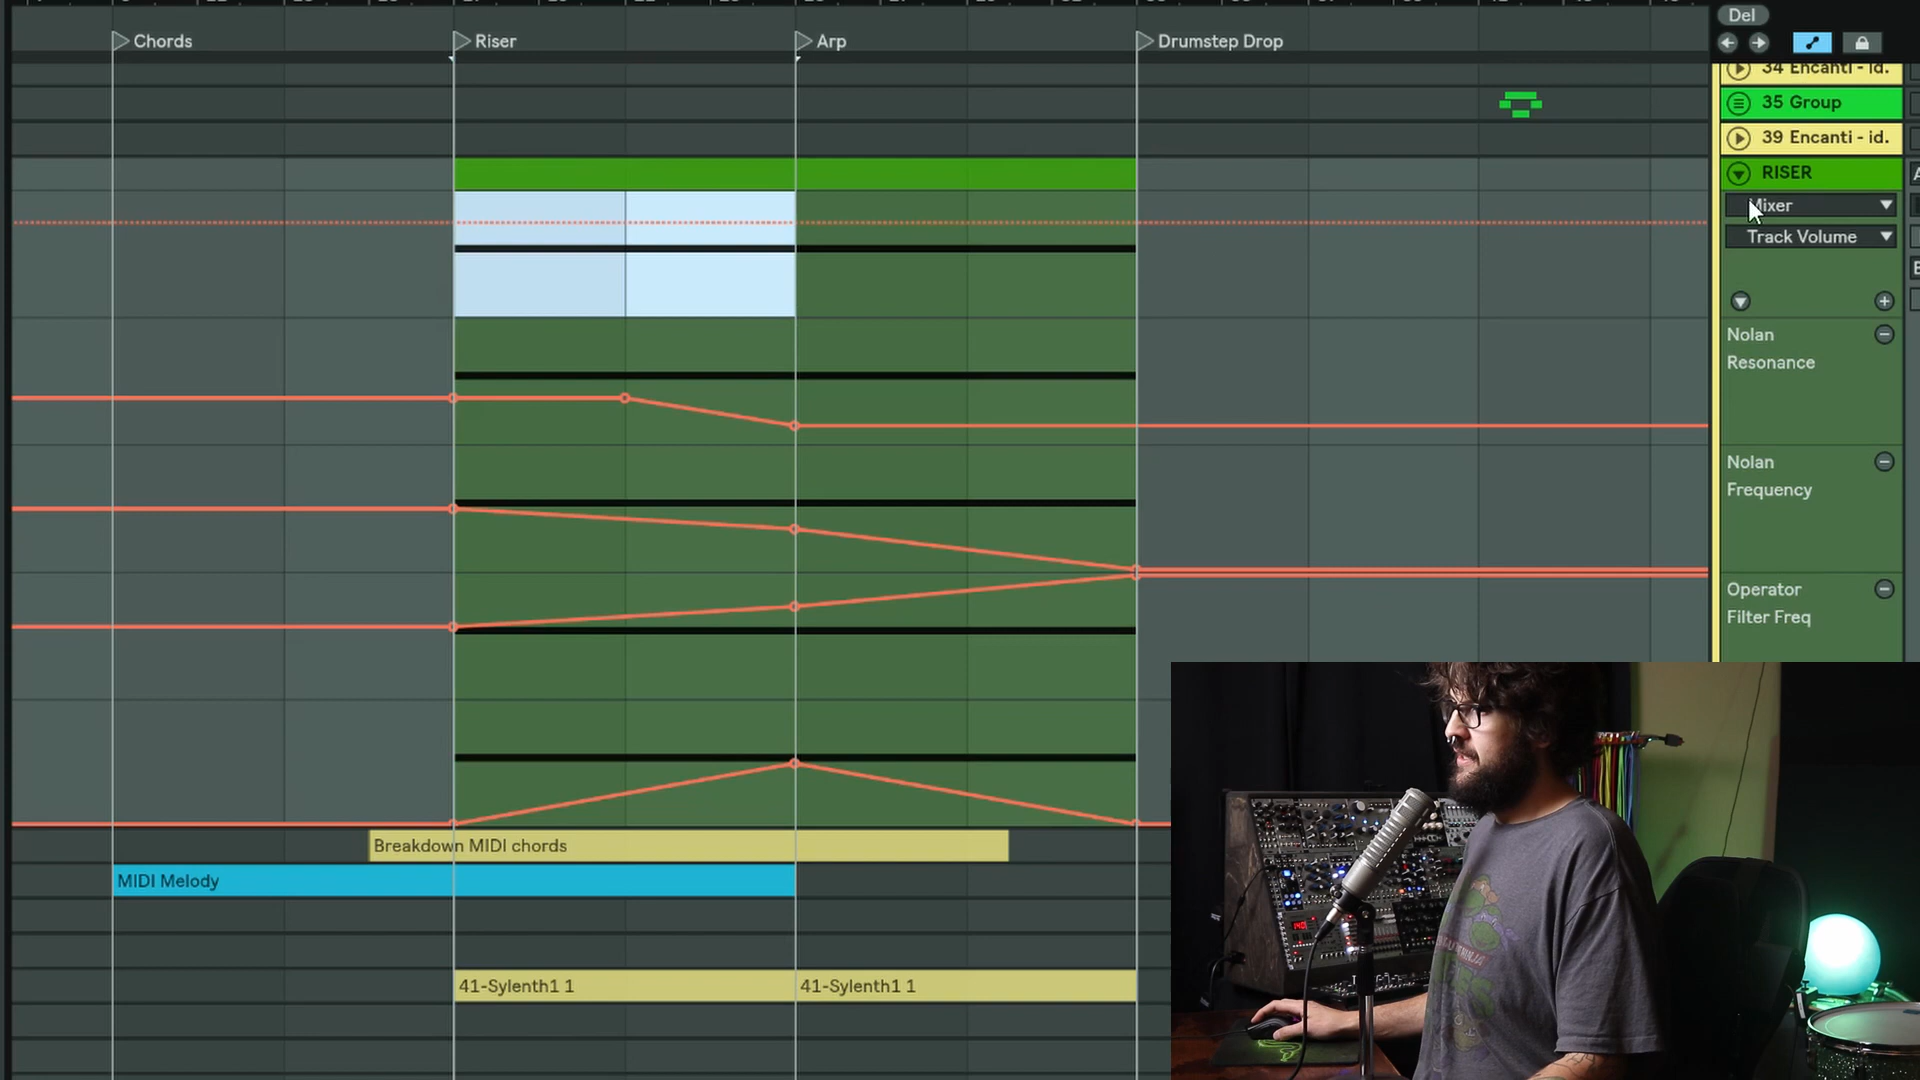 Del
Chords
Riser
Arp
Drumstep Drop
34 Encanti - id.
35 Group
39 Encanti - id.
RISER
Mixer
Track Volume
Nolan
Resonance
Nolan
Frequency
Operator
Filter Freq
Breakdown MIDI chords
MIDI Melody
41-Sylenth1 1
41-Sylenth1 1